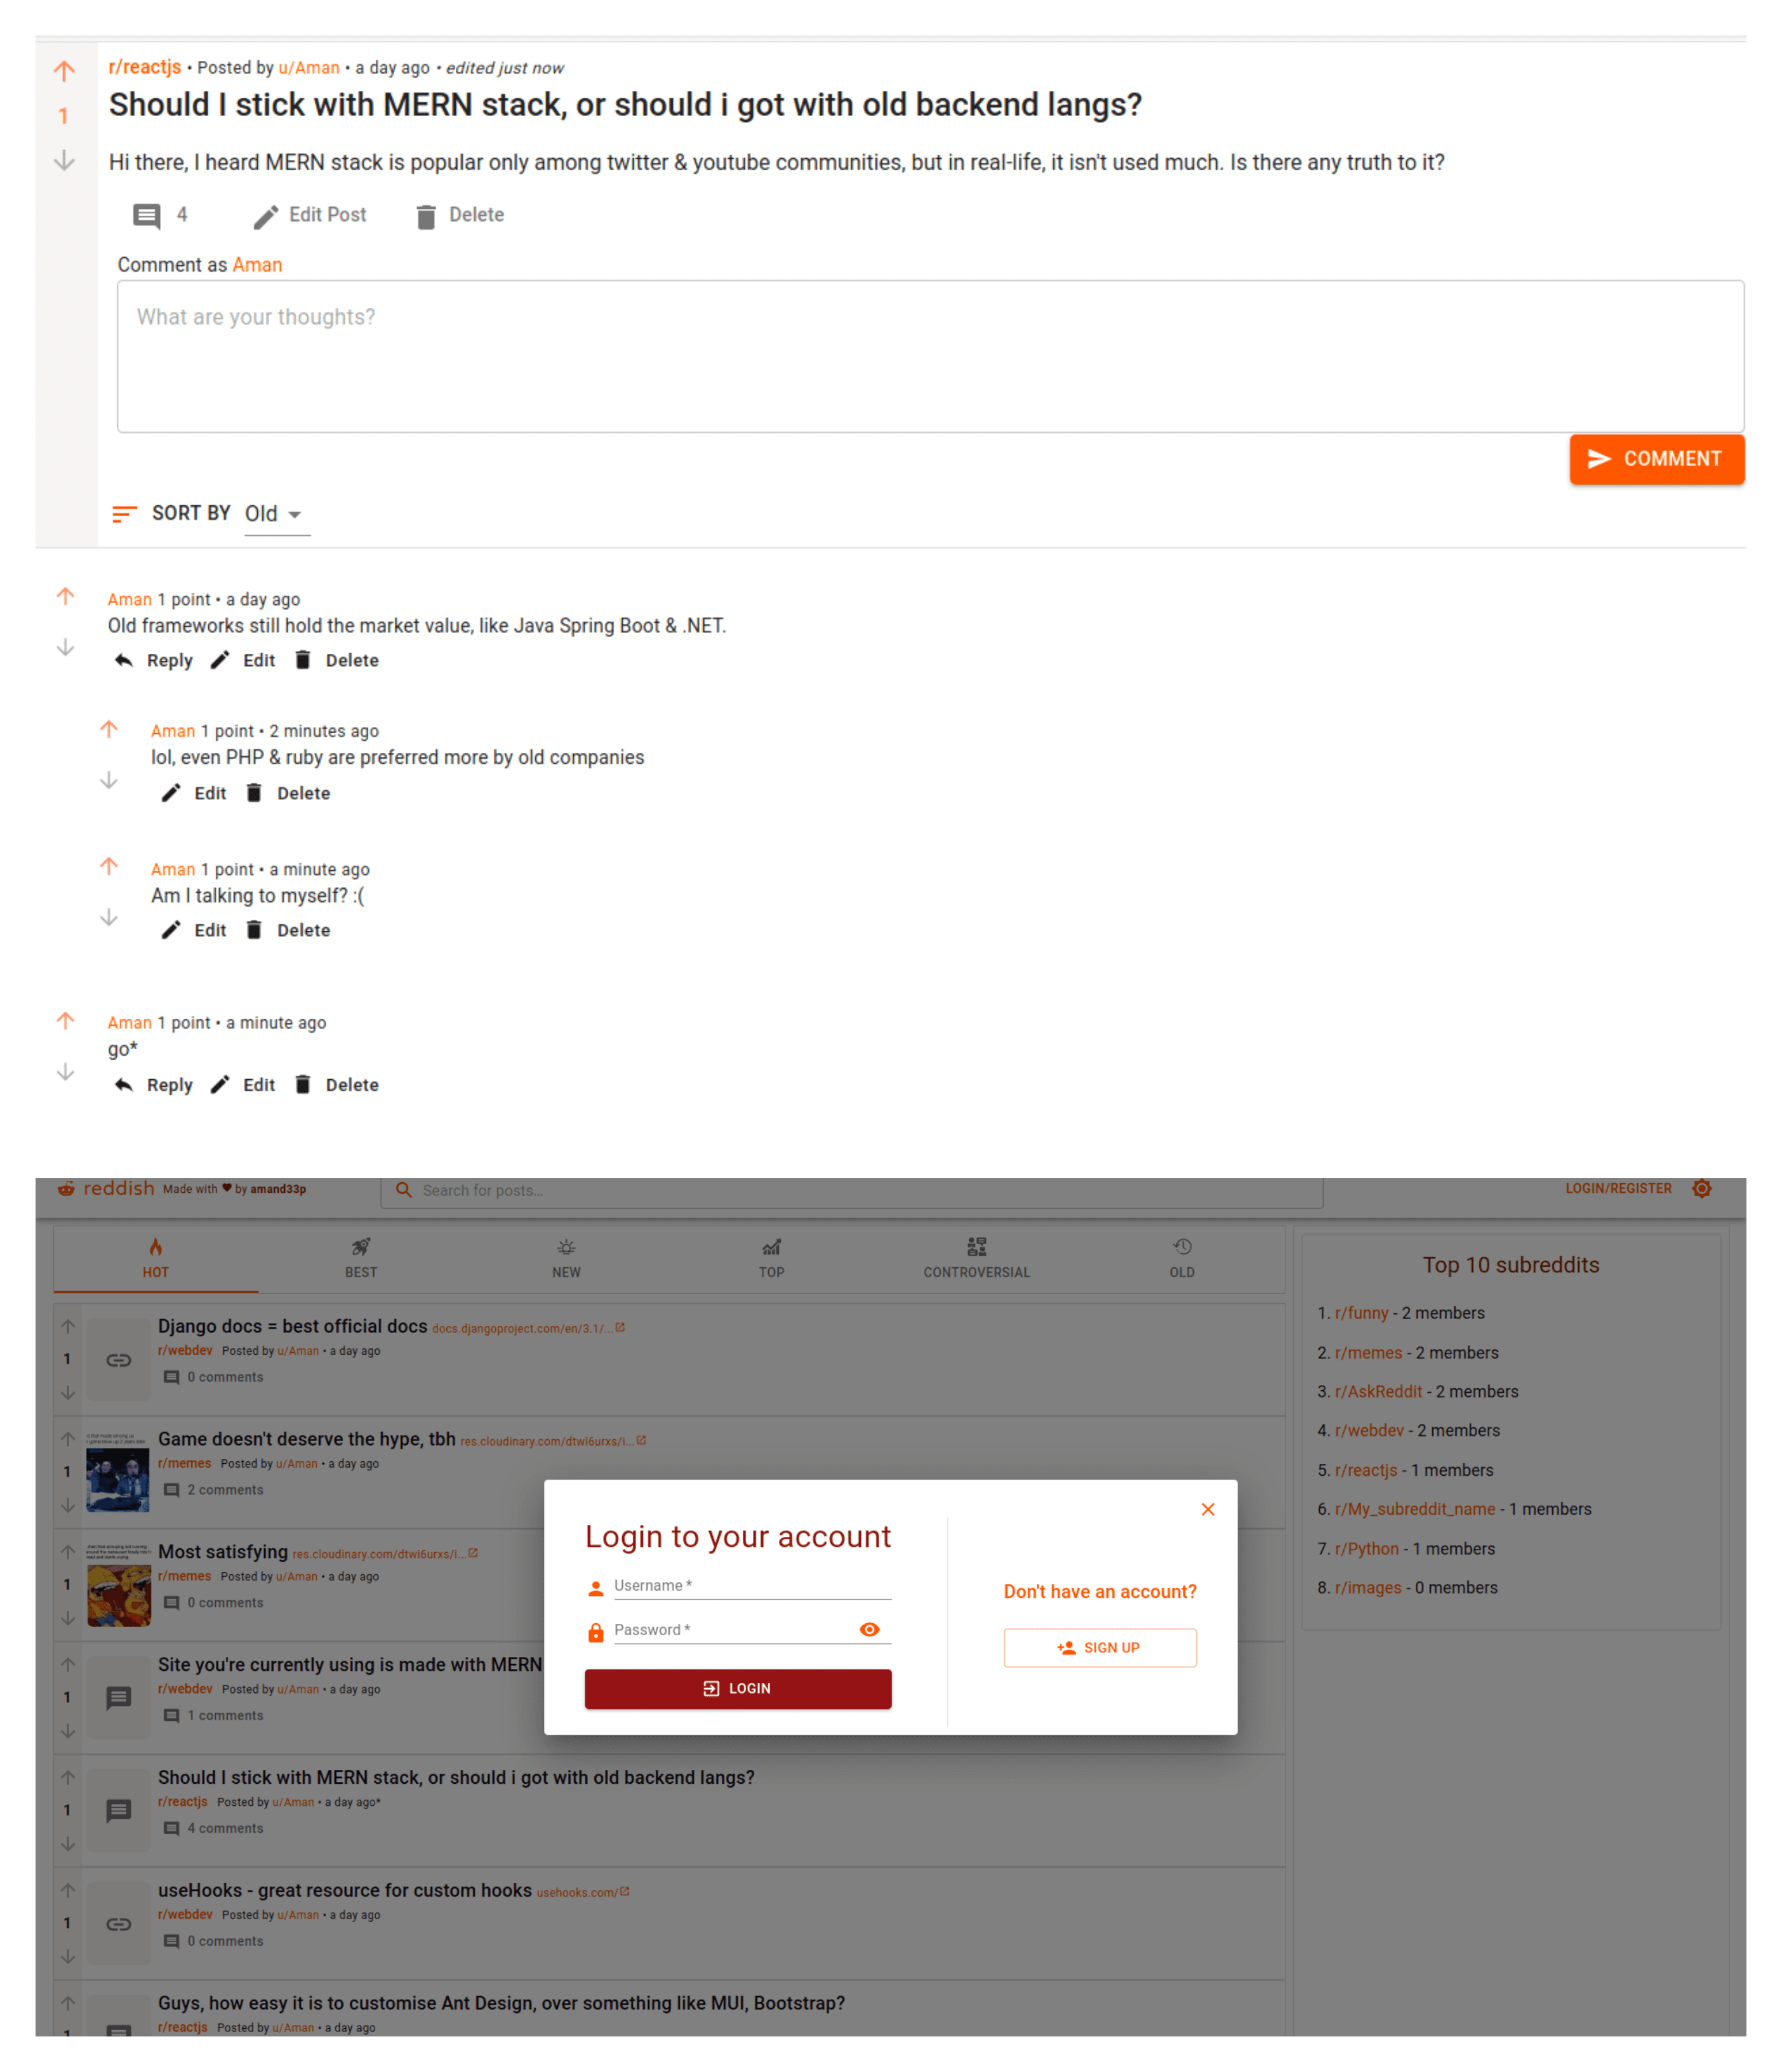 r/reactjs • Posted by u/Aman • a day ago • edited just now
1
Should I stick with MERN stack, or should i got with old backend langs?
Hi there, I heard MERN stack is popular only among twitter & youtube communities, but in real-life, it isn't used much. Is there any truth to it?
4 Edit Post Delete
Comment as Aman
What are your thoughts?
COMMENT
SORT BY Old
Aman 1 point • a day ago
Old frameworks still hold the market value, like Java Spring Boot & .NET.
Reply Edit Delete
Aman 1 point • 2 minutes ago
lol, even PHP & ruby are preferred more by old companies
Edit Delete
Aman 1 point • a minute ago
Am I talking to myself? :(
Edit Delete
Aman 1 point • a minute ago
go*
Reply Edit Delete
reddish Made with ♥ by amand33p
Search for posts...
LOGIN/REGISTER
HOT BEST NEW TOP CONTROVERSIAL OLD
Django docs = best official docs docs.djangoproject.com/en/3.1/...
1
r/webdev Posted by u/Aman • a day ago
0 comments
Game doesn't deserve the hype, tbh res.cloudinary.com/dtwi6urxs/i...
1
r/memes Posted by u/Aman • a day ago
2 comments
Most satisfying res.cloudinary.com/dtwi6urxs/i...
1
r/memes Posted by u/Aman • a day ago
0 comments
Site you're currently using is made with MERN
1
r/webdev Posted by u/Aman • a day ago
1 comments
Should I stick with MERN stack, or should i got with old backend langs?
1
r/reactjs Posted by u/Aman • a day ago*
4 comments
useHooks - great resource for custom hooks usehooks.com/
1
r/webdev Posted by u/Aman • a day ago
0 comments
Guys, how easy it is to customise Ant Design, over something like MUI, Bootstrap?
1
r/reactjs Posted by u/Aman • a day ago
Top 10 subreddits
1. r/funny - 2 members
2. r/memes - 2 members
3. r/AskReddit - 2 members
4. r/webdev - 2 members
5. r/reactjs - 1 members
6. r/My_subreddit_name - 1 members
7. r/Python - 1 members
8. r/images - 0 members
Login to your account
Username *
Password *
LOGIN
Don't have an account?
SIGN UP